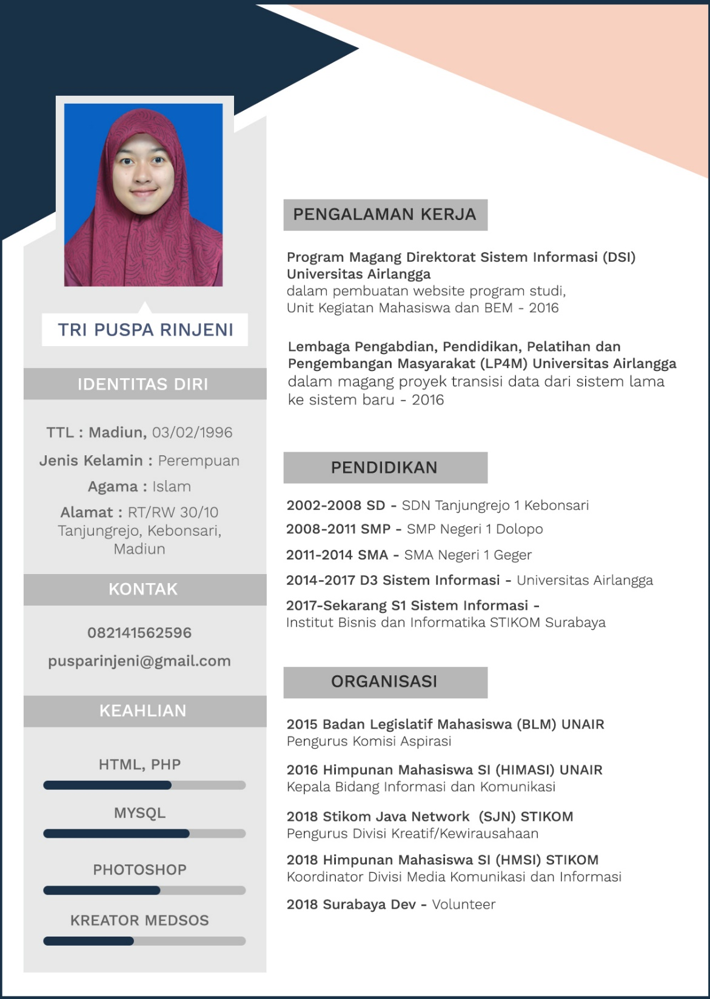 TRI PUSPA RINJENI
IDENTITAS DIRI
TTL : Madiun, 03/02/1996
Jenis Kelamin : Perempuan
Agama : Islam
Alamat : RT/RW 30/10
Tanjungrejo, Kebonsari,
Madiun
KONTAK
082141562596
pusparinjeni@gmail.com
KEAHLIAN
HTML, PHP
MYSQL
PHOTOSHOP
KREATOR MEDSOS
PENGALAMAN KERJA
Program Magang Direktorat Sistem Informasi (DSI)
Universitas Airlangga
dalam pembuatan website program studi,
Unit Kegiatan Mahasiswa dan BEM - 2016
Lembaga Pengabdian, Pendidikan, Pelatihan dan
Pengembangan Masyarakat (LP4M) Universitas Airlangga
dalam magang proyek transisi data dari sistem lama
ke sistem baru - 2016
PENDIDIKAN
2002-2008 SD - SDN Tanjungrejo 1 Kebonsari
2008-2011 SMP - SMP Negeri 1 Dolopo
2011-2014 SMA - SMA Negeri 1 Geger
2014-2017 D3 Sistem Informasi - Universitas Airlangga
2017-Sekarang S1 Sistem Informasi -
Institut Bisnis dan Informatika STIKOM Surabaya
ORGANISASI
2015 Badan Legislatif Mahasiswa (BLM) UNAIR
Pengurus Komisi Aspirasi
2016 Himpunan Mahasiswa SI (HIMASI) UNAIR
Kepala Bidang Informasi dan Komunikasi
2018 Stikom Java Network (SJN) STIKOM
Pengurus Divisi Kreatif/Kewirausahaan
2018 Himpunan Mahasiswa SI (HMSI) STIKOM
Koordinator Divisi Media Komunikasi dan Informasi
2018 Surabaya Dev - Volunteer